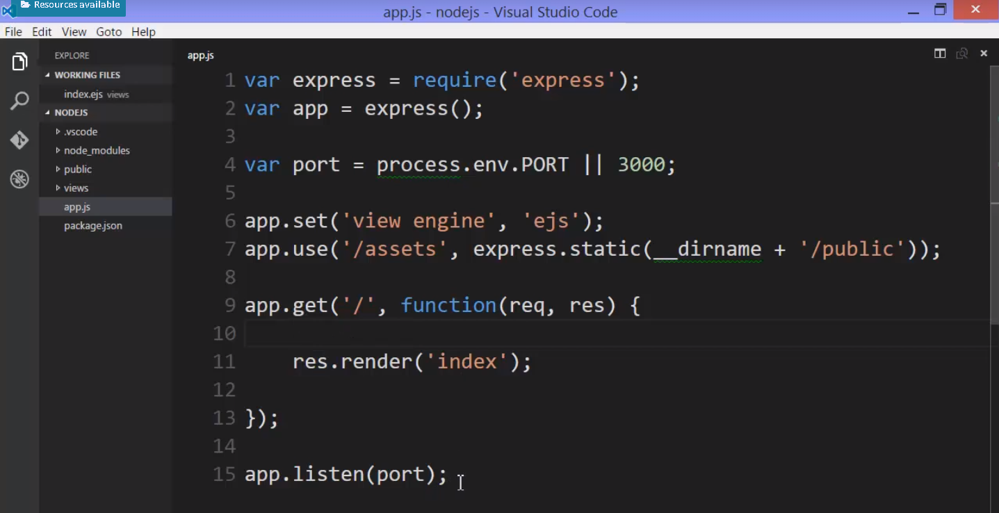 Resources available
app.js - nodejs - Visual Studio Code
File Edit View Goto Help
EXPLORE
WORKING FILES
index.ejs views
NODEJS
.vscode
node_modules
public
views
app.js
package.json
app.js
1 var express = require('express');
2 var app = express();
3
4 var port = process.env.PORT || 3000;
5
6 app.set('view engine', 'ejs');
7 app.use('/assets', express.static(__dirname + '/public'));
8
9 app.get('/', function(req, res) {
10
11     res.render('index');
12
13 });
14
15 app.listen(port);